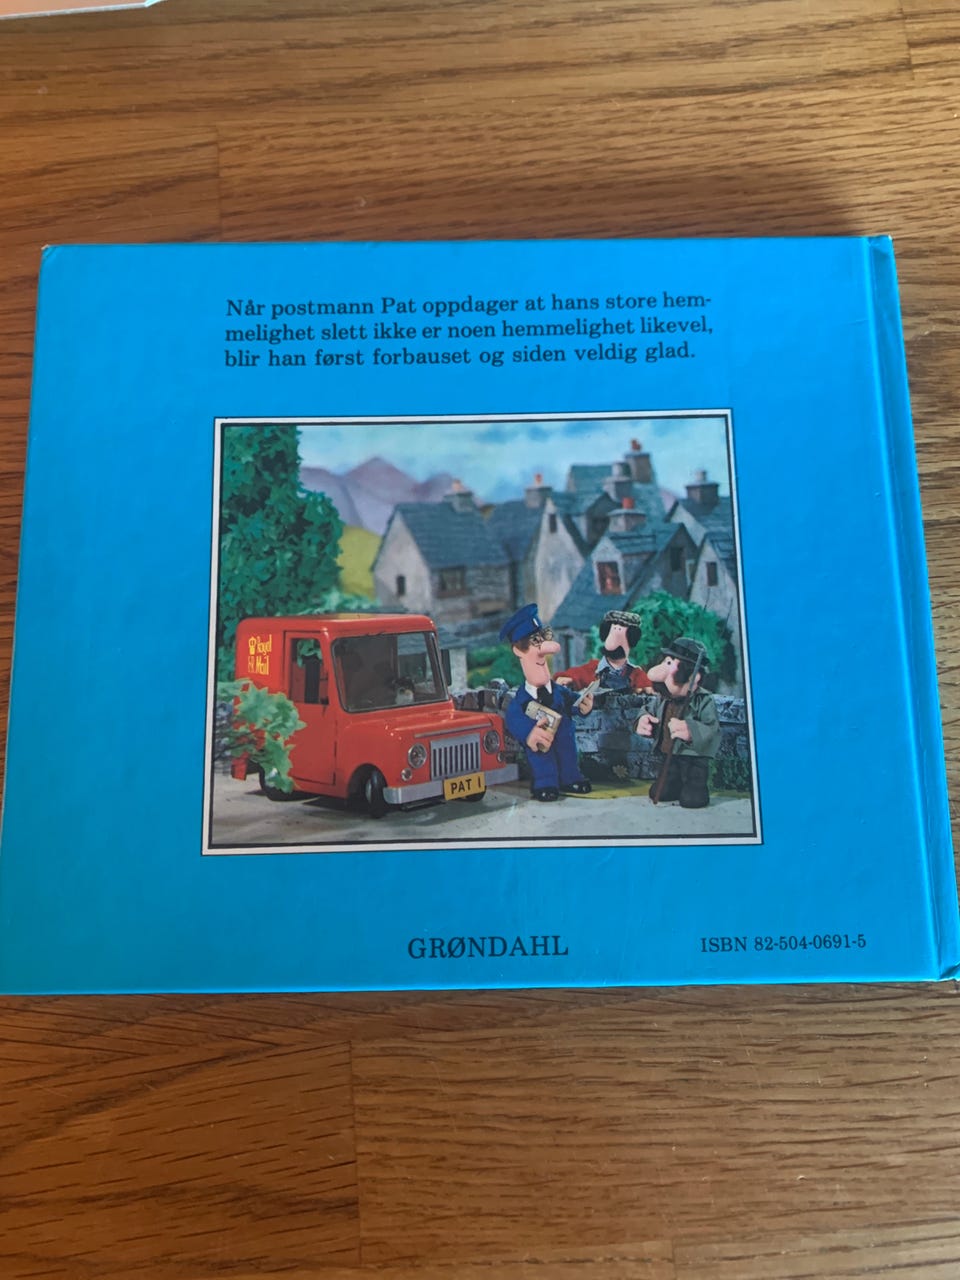 Når postmann Pat oppdager at hans store hem-
melighet slett ikke er noen hemmelighet likevel,
blir han først forbauset og siden veldig glad.
Royal
Mail
PAT 1
GRØNDAHL
ISBN 82-504-0691-5